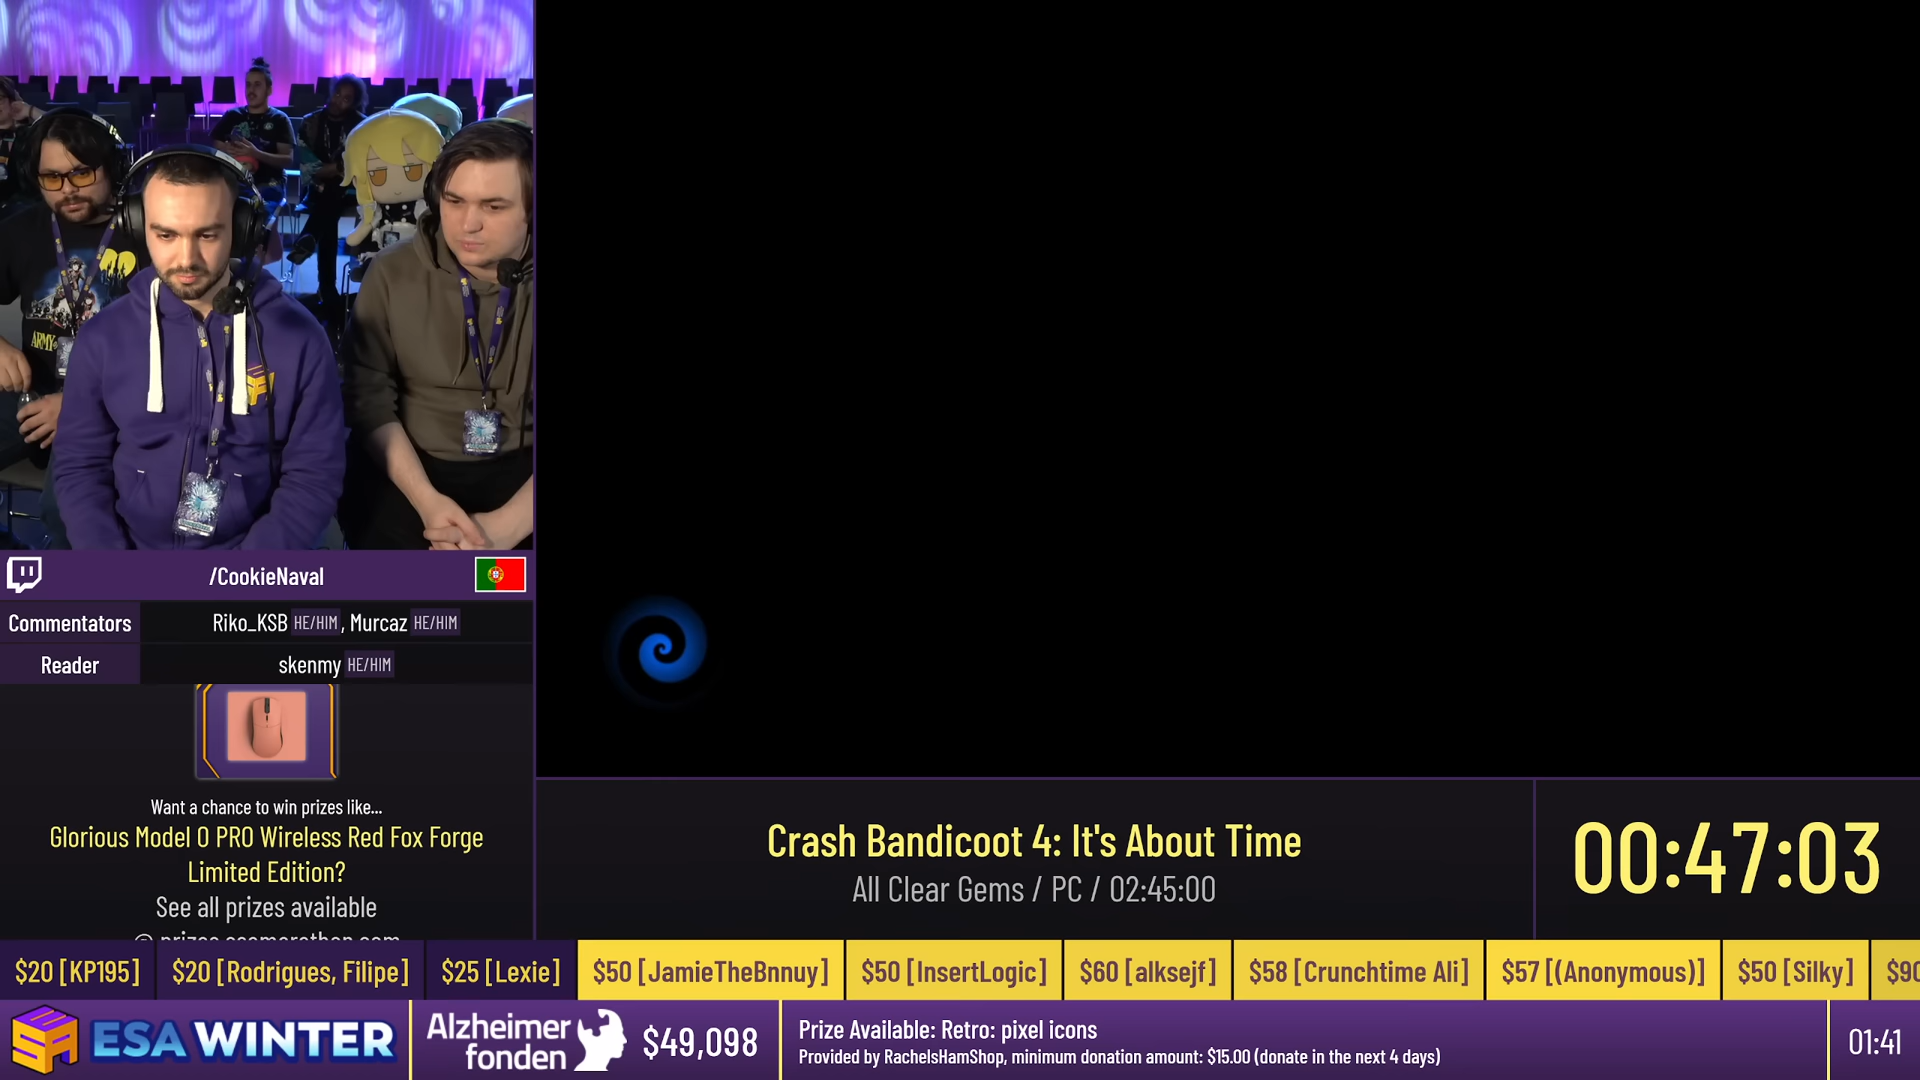 ARMY
/CookieNaval
Commentators
Riko_KSB HE/HIM , Murcaz HE/HIM
Reader
skenmy HE/HIM
Want a chance to win prizes like...
Glorious Model O PRO Wireless Red Fox Forge
Limited Edition?
See all prizes available
Crash Bandicoot 4: It's About Time
All Clear Gems / PC / 02:45:00
00:47:03
$20 [KP195]
$20 [Rodrigues, Filipe]
$25 [Lexie]
$50 [JamieTheBnnuy]
$50 [InsertLogic]
$60 [alksejf]
$58 [Crunchtime Ali]
$57 [(Anonymous)]
$50 [Silky]
ESA WINTER
Alzheimer
fonden
$49,098
Prize Available: Retro: pixel icons
Provided by RachelsHamShop, minimum donation amount: $15.00 (donate in the next 4 days)
01:41